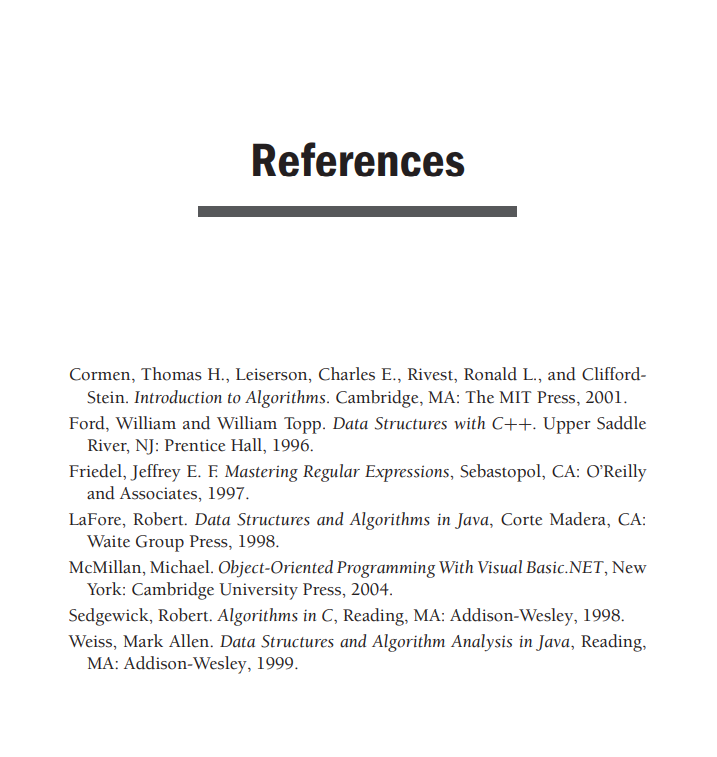 References
Cormen, Thomas H., Leiserson, Charles E., Rivest, Ronald L., and Clifford-
Stein. Introduction to Algorithms. Cambridge, MA: The MIT Press, 2001.
Ford, William and William Topp. Data Structures with C++. Upper Saddle
River, NJ: Prentice Hall, 1996.
Friedel, Jeffrey E. F. Mastering Regular Expressions, Sebastopol, CA: O'Reilly
and Associates, 1997.
LaFore, Robert. Data Structures and Algorithms in Java, Corte Madera, CA:
Waite Group Press, 1998.
McMillan, Michael. Object-Oriented Programming With Visual Basic.NET, New
York: Cambridge University Press, 2004.
Sedgewick, Robert. Algorithms in C, Reading, MA: Addison-Wesley, 1998.
Weiss, Mark Allen. Data Structures and Algorithm Analysis in Java, Reading,
MA: Addison-Wesley, 1999.